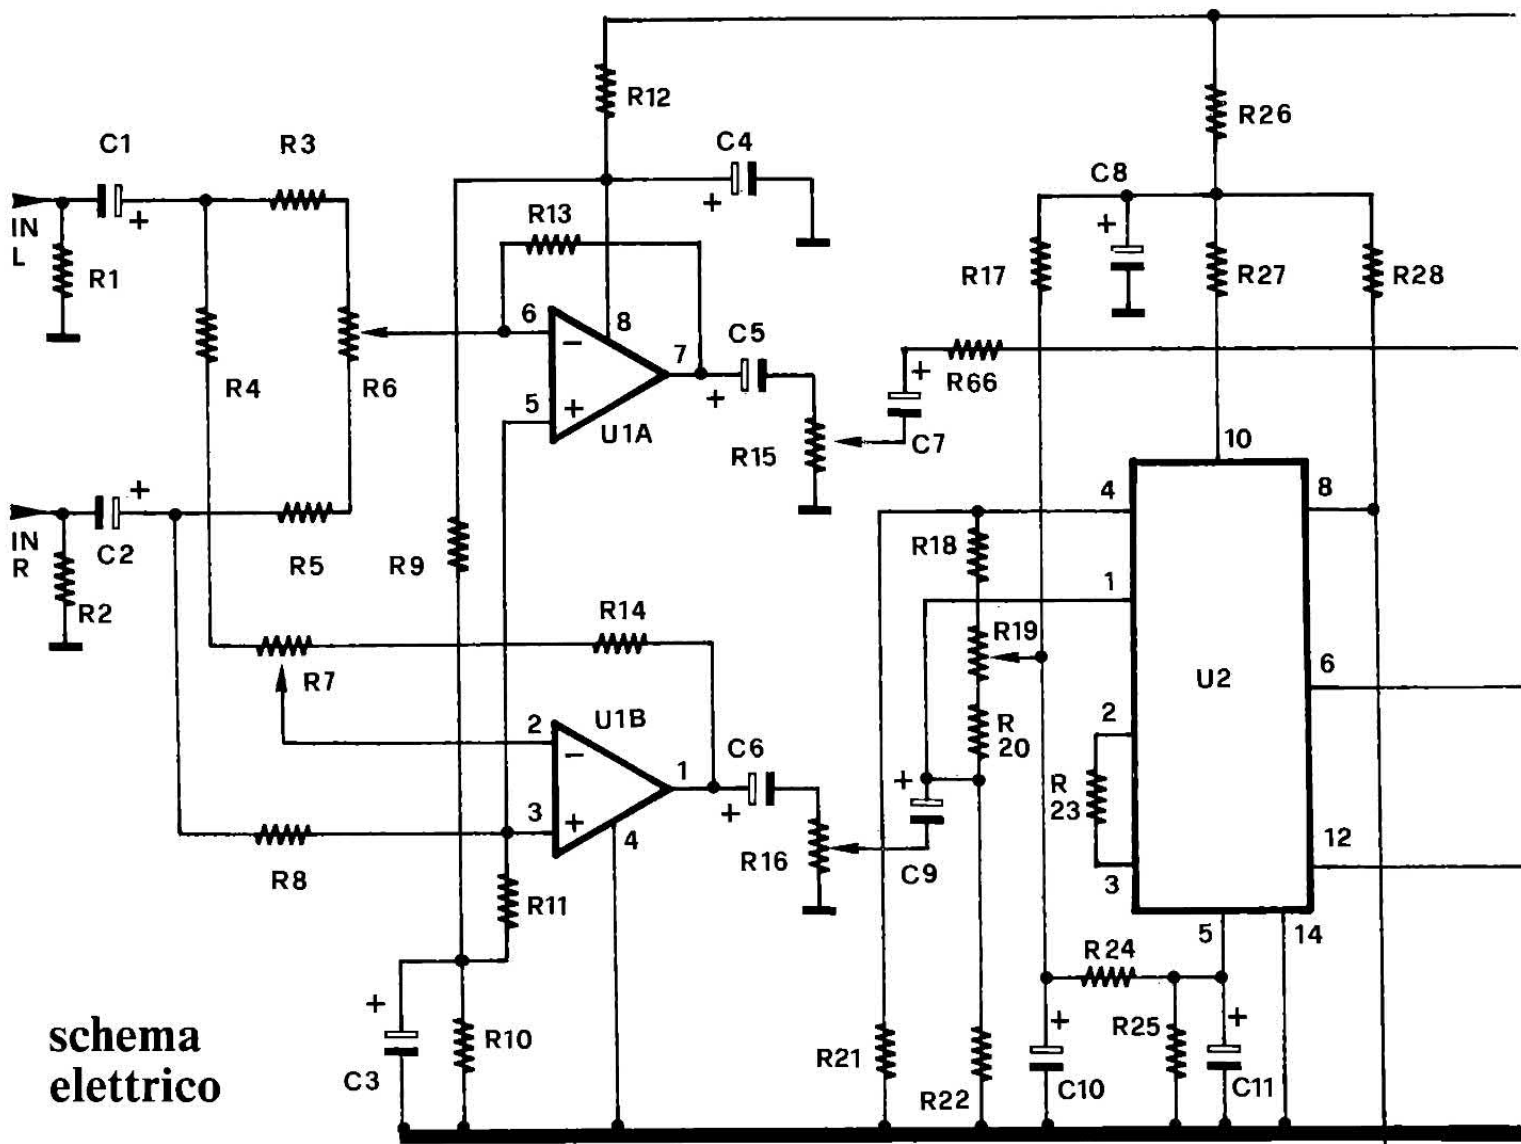 R12
R26
C1
R3
C4
C8
IN
L
R1
R13
R17
R27
R28
6
8
C5
7
R4
R6
−
5
+
U1A
R66
C7
R15
10
4
8
IN
R
C2
R5
R9
R18
1
R2
R14
R19
6
R7
U1B
U2
2
2
R
20
C6
−
1
R
23
3
+
4
12
R8
R16
C9
3
R11
5
14
R24
schema
elettrico
R10
C3
R21
R22
R25
C10
C11